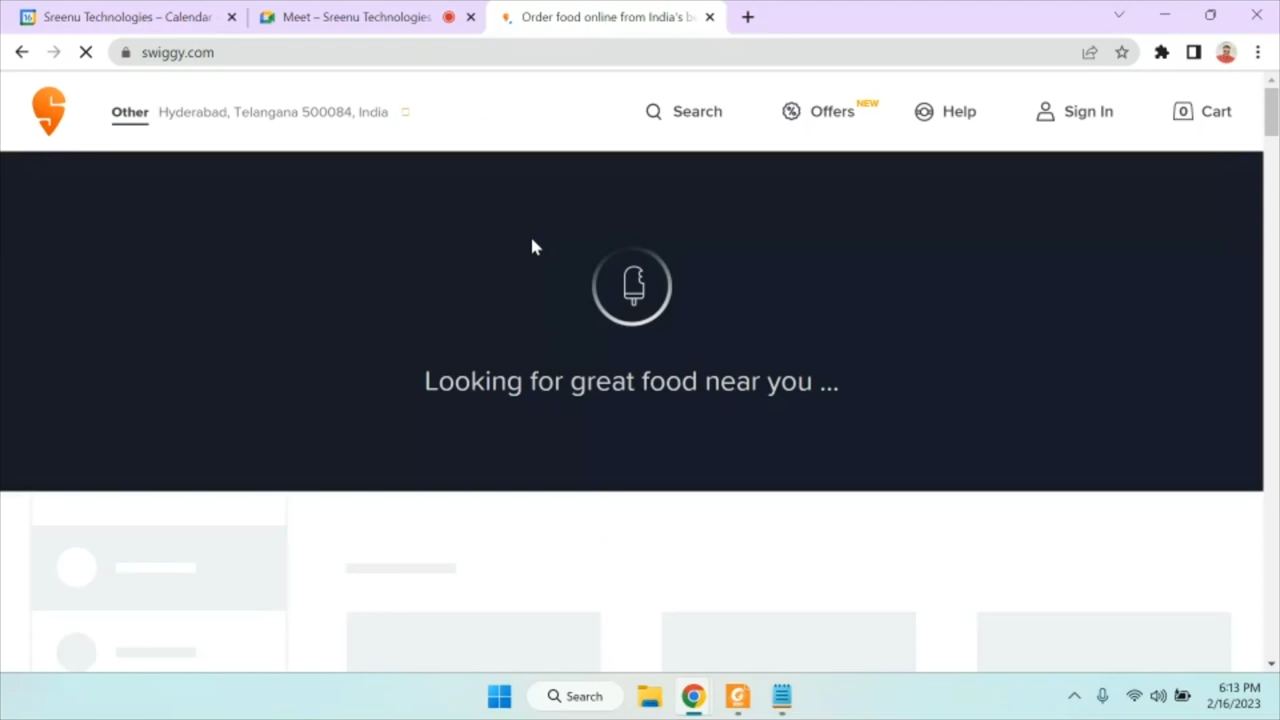 Sreenu Technologies – Calendar
Meet – Sreenu Technologies
Order food online from India's be
swiggy.com
Other Hyderabad, Telangana 500084, India
Search
Offers NEW
Help
Sign In
0 Cart
Looking for great food near you ...
Search
6:13 PM
2/16/2023